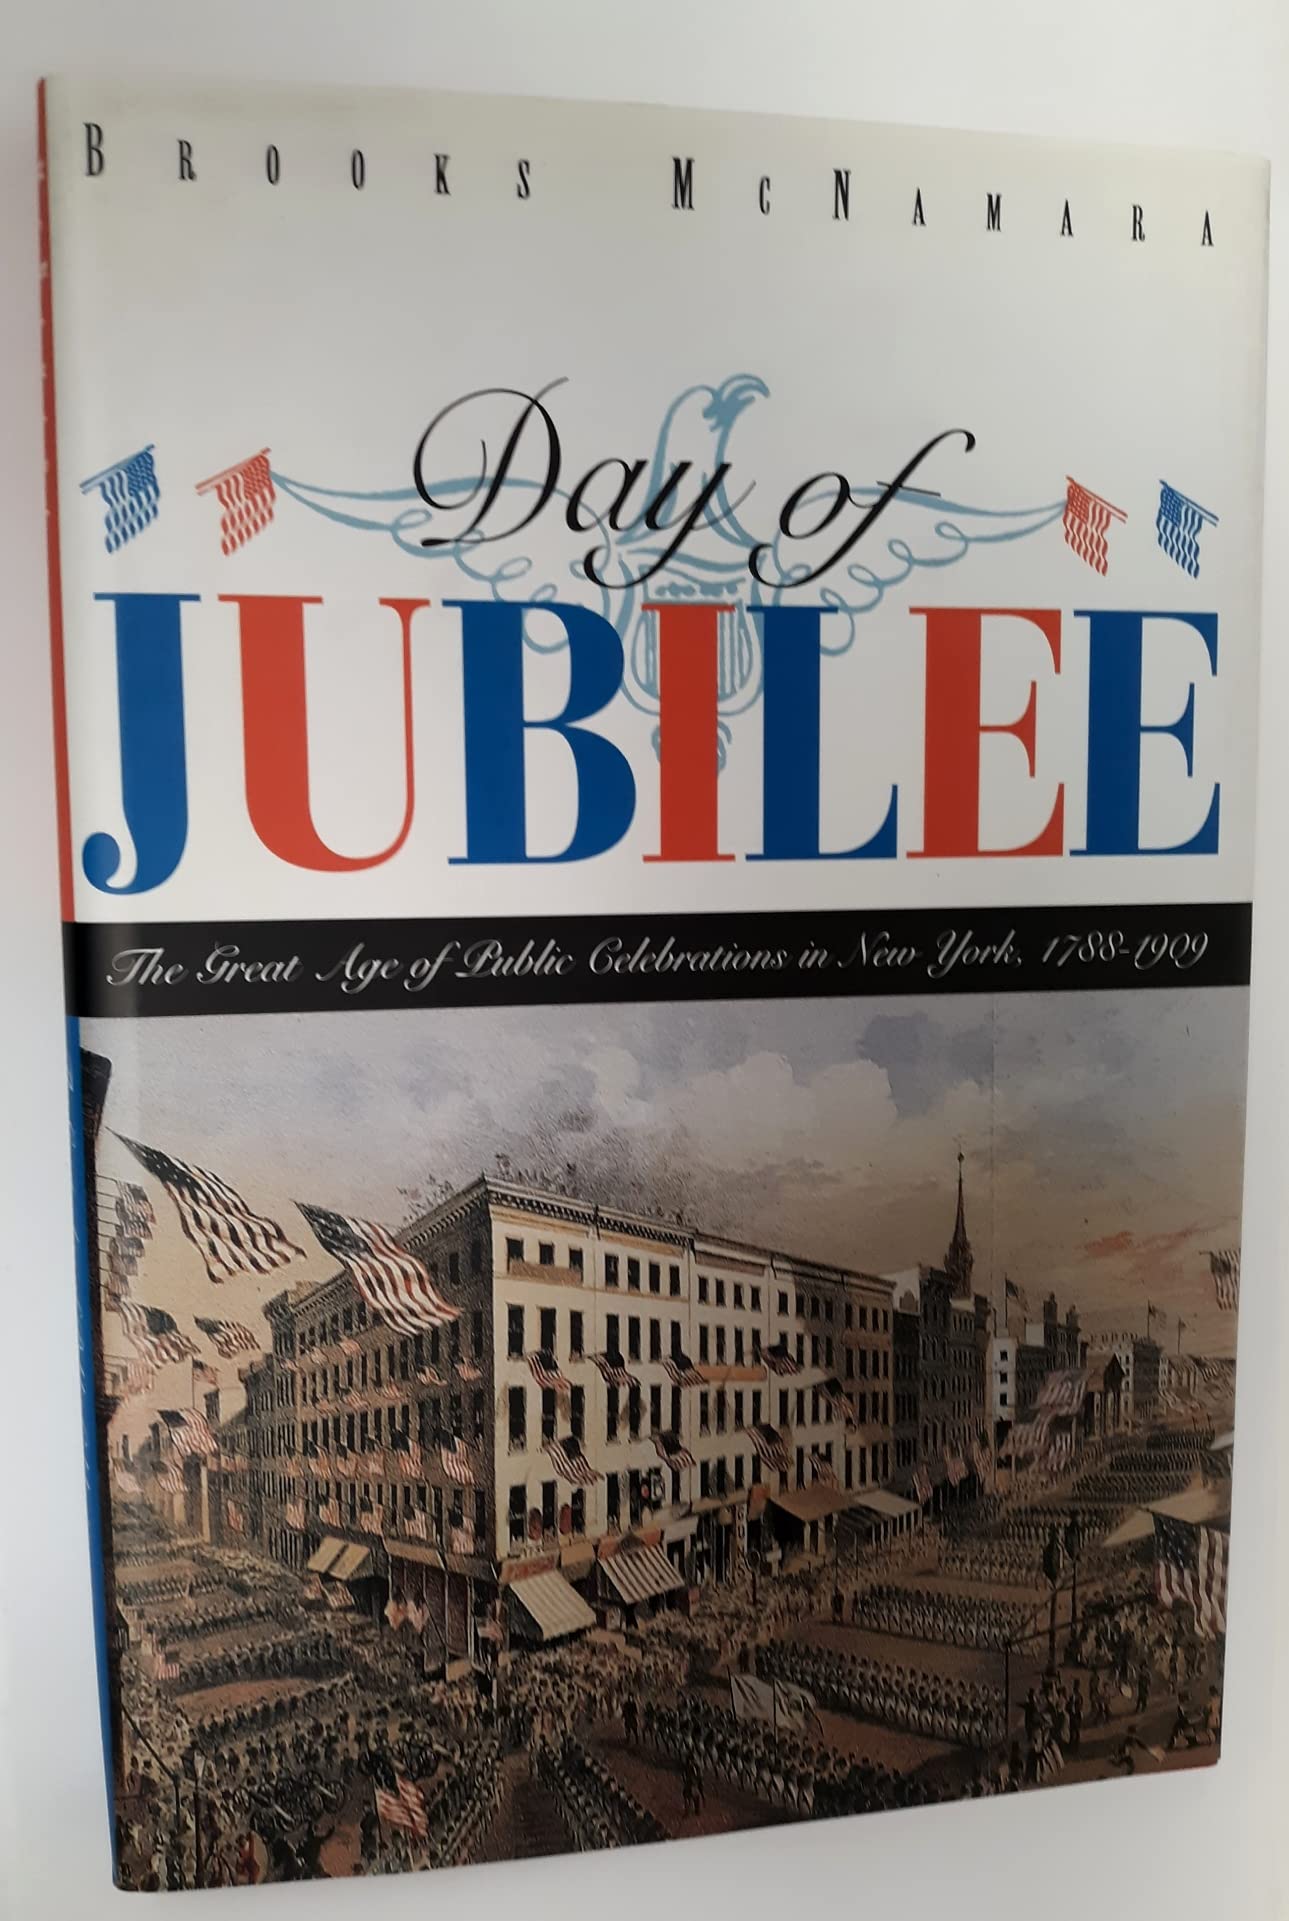 BROOKS MCNAMARA
Day of
JUBILEE
The Great Age of Public Celebrations in New York, 1788-1909